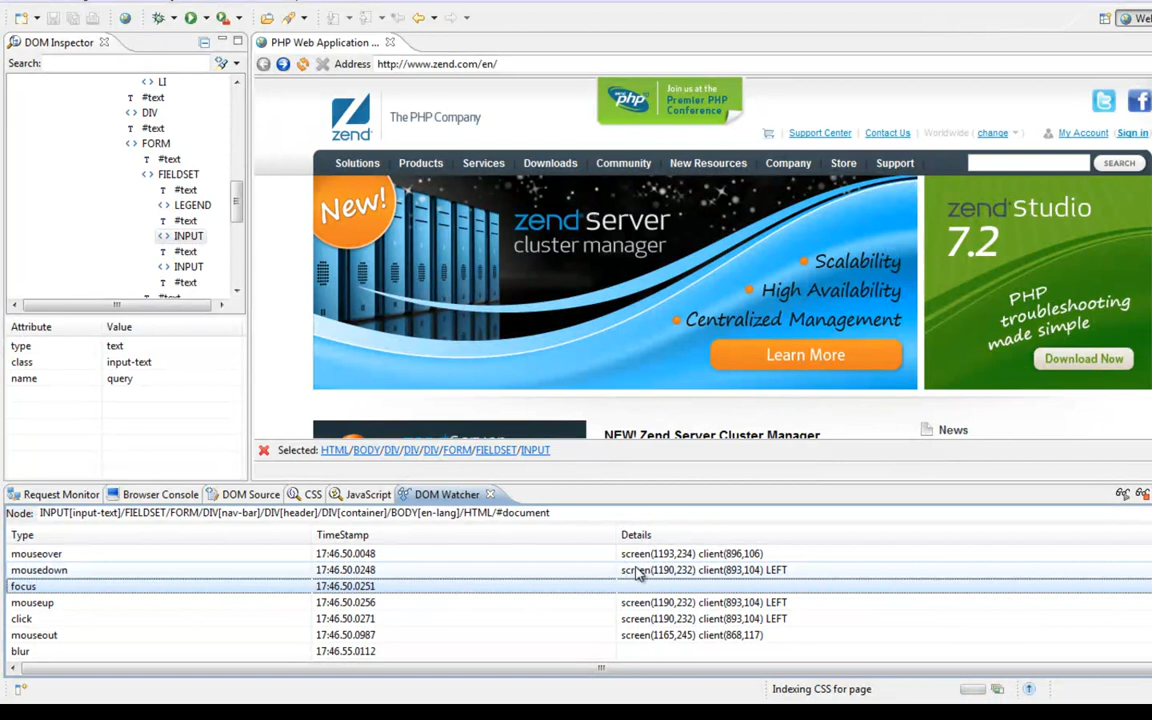 Web
DOM Inspector
PHP Web Application ...
Search:
Address http://www.zend.com/en/
<> LI
T #text
<> DIV
T #text
<> FORM
T #text
<> FIELDSET
T #text
<> LEGEND
T #text
<> INPUT
T #text
<> INPUT
T #text
Attribute Value
type text
class input-text
name query
zend
The PHP Company
php
Join us at the
Premier PHP
Conference
Support Center | Contact Us | Worldwide ( change ) | My Account | Sign in
Solutions Products Services Downloads Community New Resources Company Store Support SEARCH
New!
zend Server
cluster manager
Scalability
High Availability
Centralized Management
Learn More
zend Studio
7.2
PHP
troubleshooting
made simple
Download Now
NEW! Zend Server Cluster Manager
News
Selected: HTML/BODY/DIV/DIV/DIV/FORM/FIELDSET/INPUT
Request Monitor Browser Console DOM Source CSS JavaScript DOM Watcher
Node: INPUT[input-text]/FIELDSET/FORM/DIV[nav-bar]/DIV[header]/DIV[container]/BODY[en-lang]/HTML/#document
Type TimeStamp Details
mouseover 17:46.50.0048 screen(1193,234) client(896,106)
mousedown 17:46.50.0248 screen(1190,232) client(893,104) LEFT
focus 17:46.50.0251
mouseup 17:46.50.0256 screen(1190,232) client(893,104) LEFT
click 17:46.50.0271 screen(1190,232) client(893,104) LEFT
mouseout 17:46.50.0987 screen(1165,245) client(868,117)
blur 17:46.55.0112
Indexing CSS for page